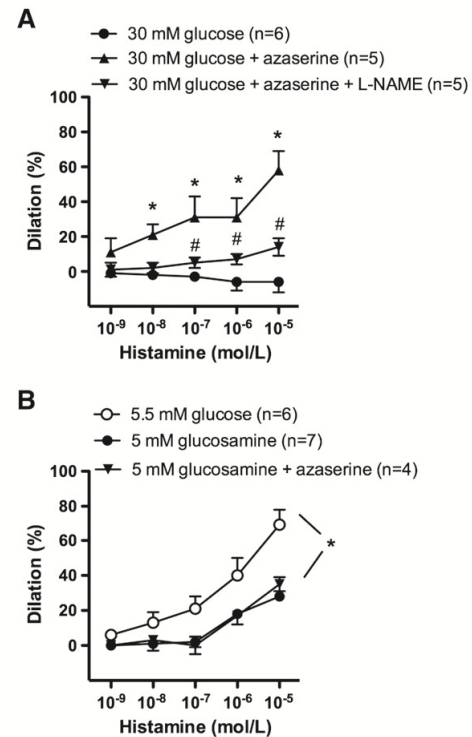 A
30 mM glucose (n=6)
30 mM glucose + azaserine (n=5)
30 mM glucose + azaserine + L-NAME (n=5)
100
80
60
40
20
0
Dilation (%)
*
*
*
*
#
#
#
10-9 10-8 10-7 10-6 10-5
Histamine (mol/L)
B
5.5 mM glucose (n=6)
5 mM glucosamine (n=7)
5 mM glucosamine + azaserine (n=4)
100
80
60
40
20
0
Dilation (%)
*
10-9 10-8 10-7 10-6 10-5
Histamine (mol/L)